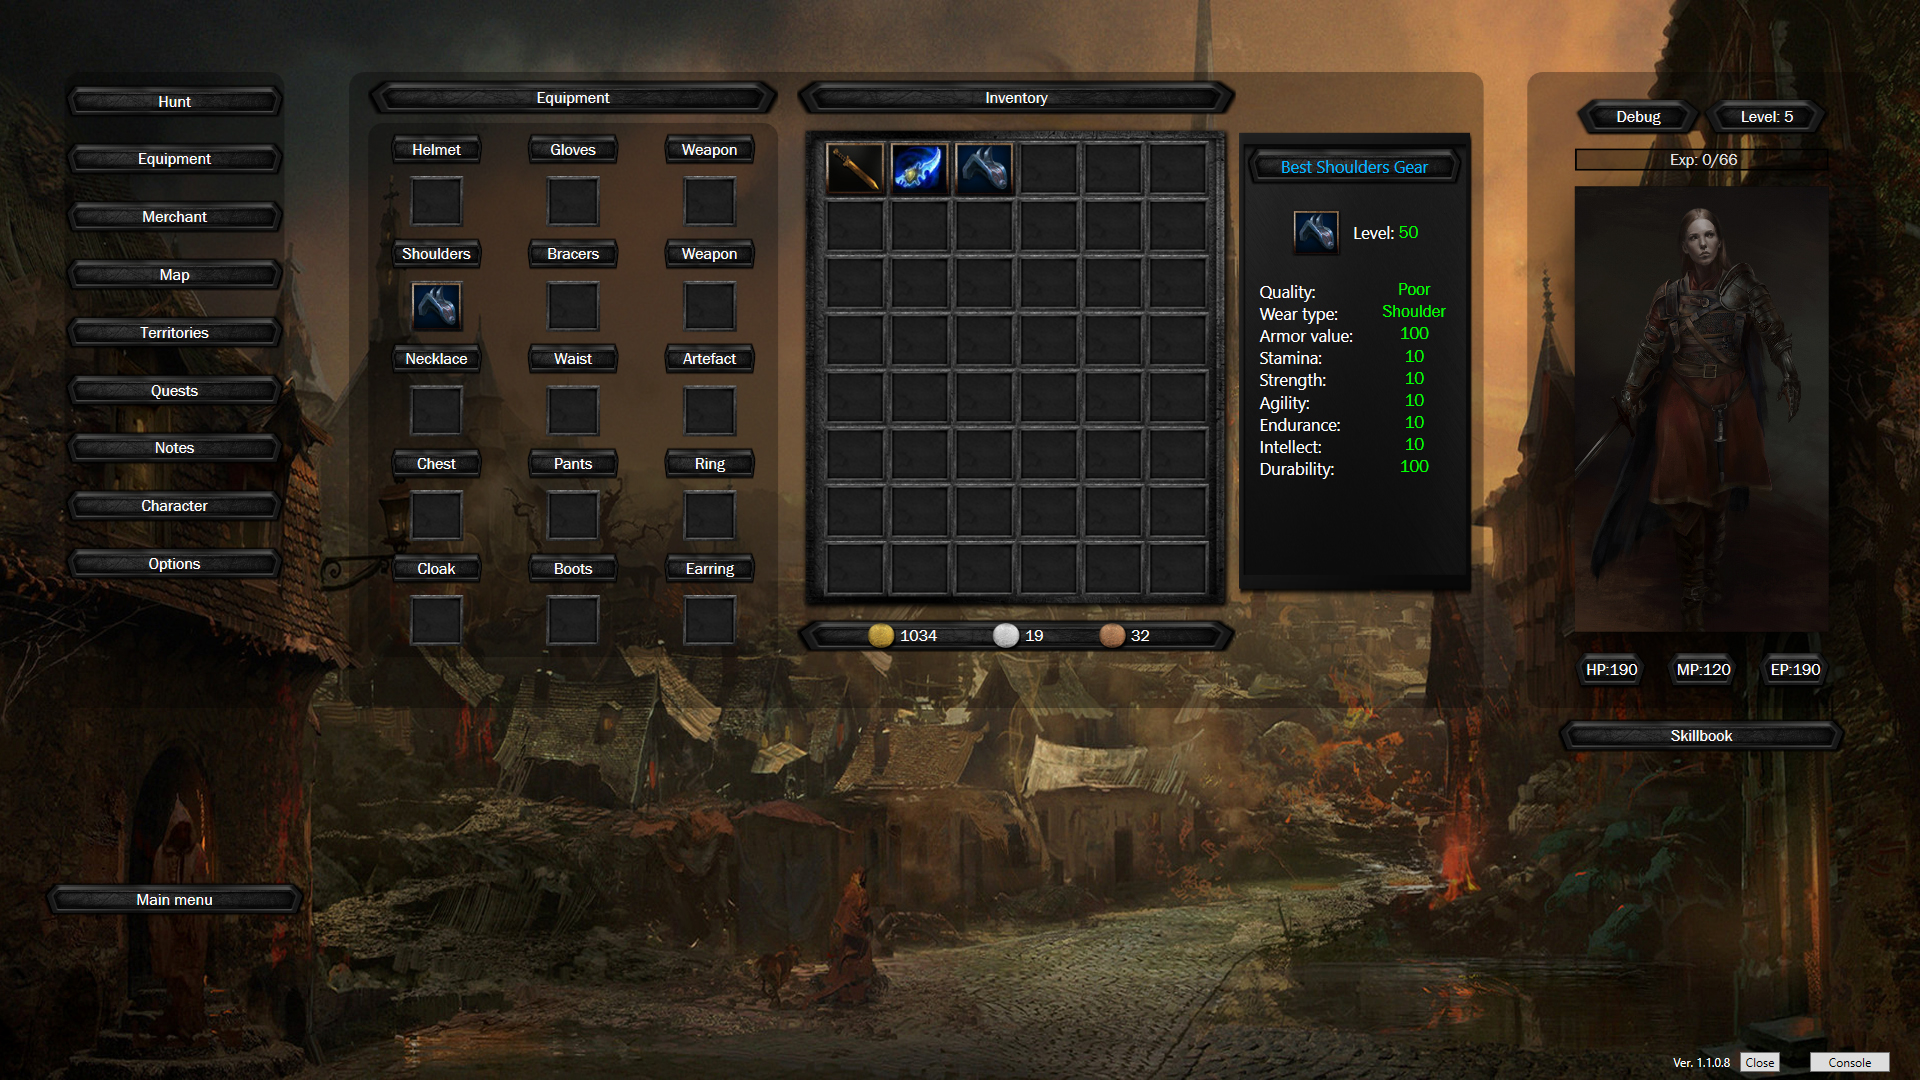 Hunt
Equipment
Merchant
Map
Territories
Quests
Notes
Character
Options
Main menu
Equipment
Helmet Gloves Weapon
Shoulders Bracers Weapon
Necklace Waist Artefact
Chest Pants Ring
Cloak Boots Earring
Inventory
1034 19 32
Best Shoulders Gear
Level: 50
Quality: Poor
Wear type: Shoulder
Armor value: 100
Stamina: 10
Strength: 10
Agility: 10
Endurance: 10
Intellect: 10
Durability: 100
Debug Level: 5
Exp: 0/66
HP:190 MP:120 EP:190
Skillbook
Ver. 1.1.0.8 Close Console